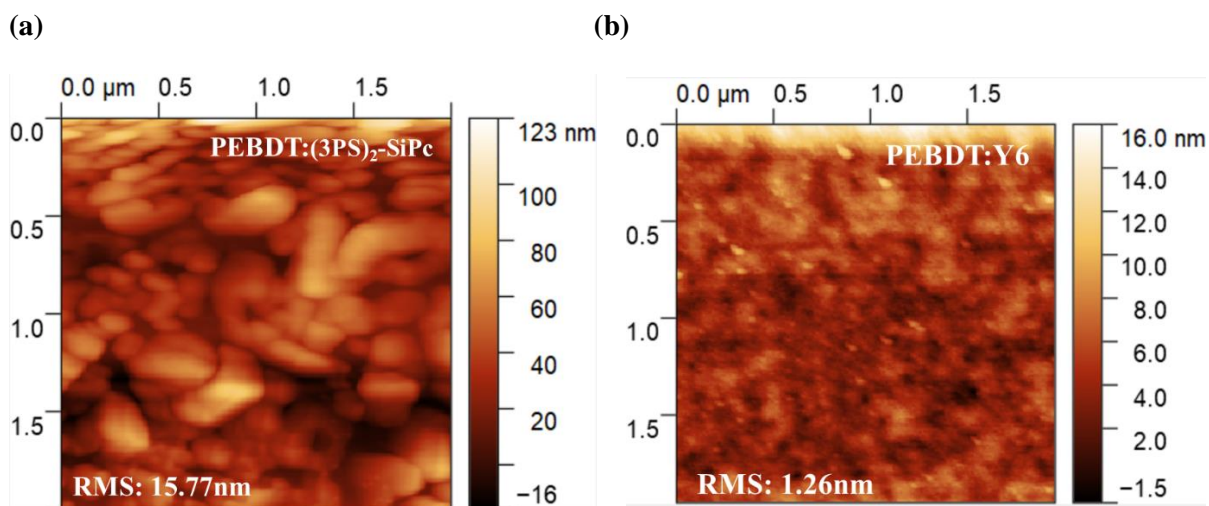 (a)
(b)
0.0 µm 0.5 1.0 1.5
0.0
0.5
1.0
1.5
PEBDT:(3PS)₂-SiPc
RMS: 15.77nm
123 nm
100
80
60
40
20
−16
0.0 µm 0.5 1.0 1.5
0.0
0.5
1.0
1.5
PEBDT:Y6
RMS: 1.26nm
16.0 nm
14.0
12.0
10.0
8.0
6.0
4.0
2.0
−1.5